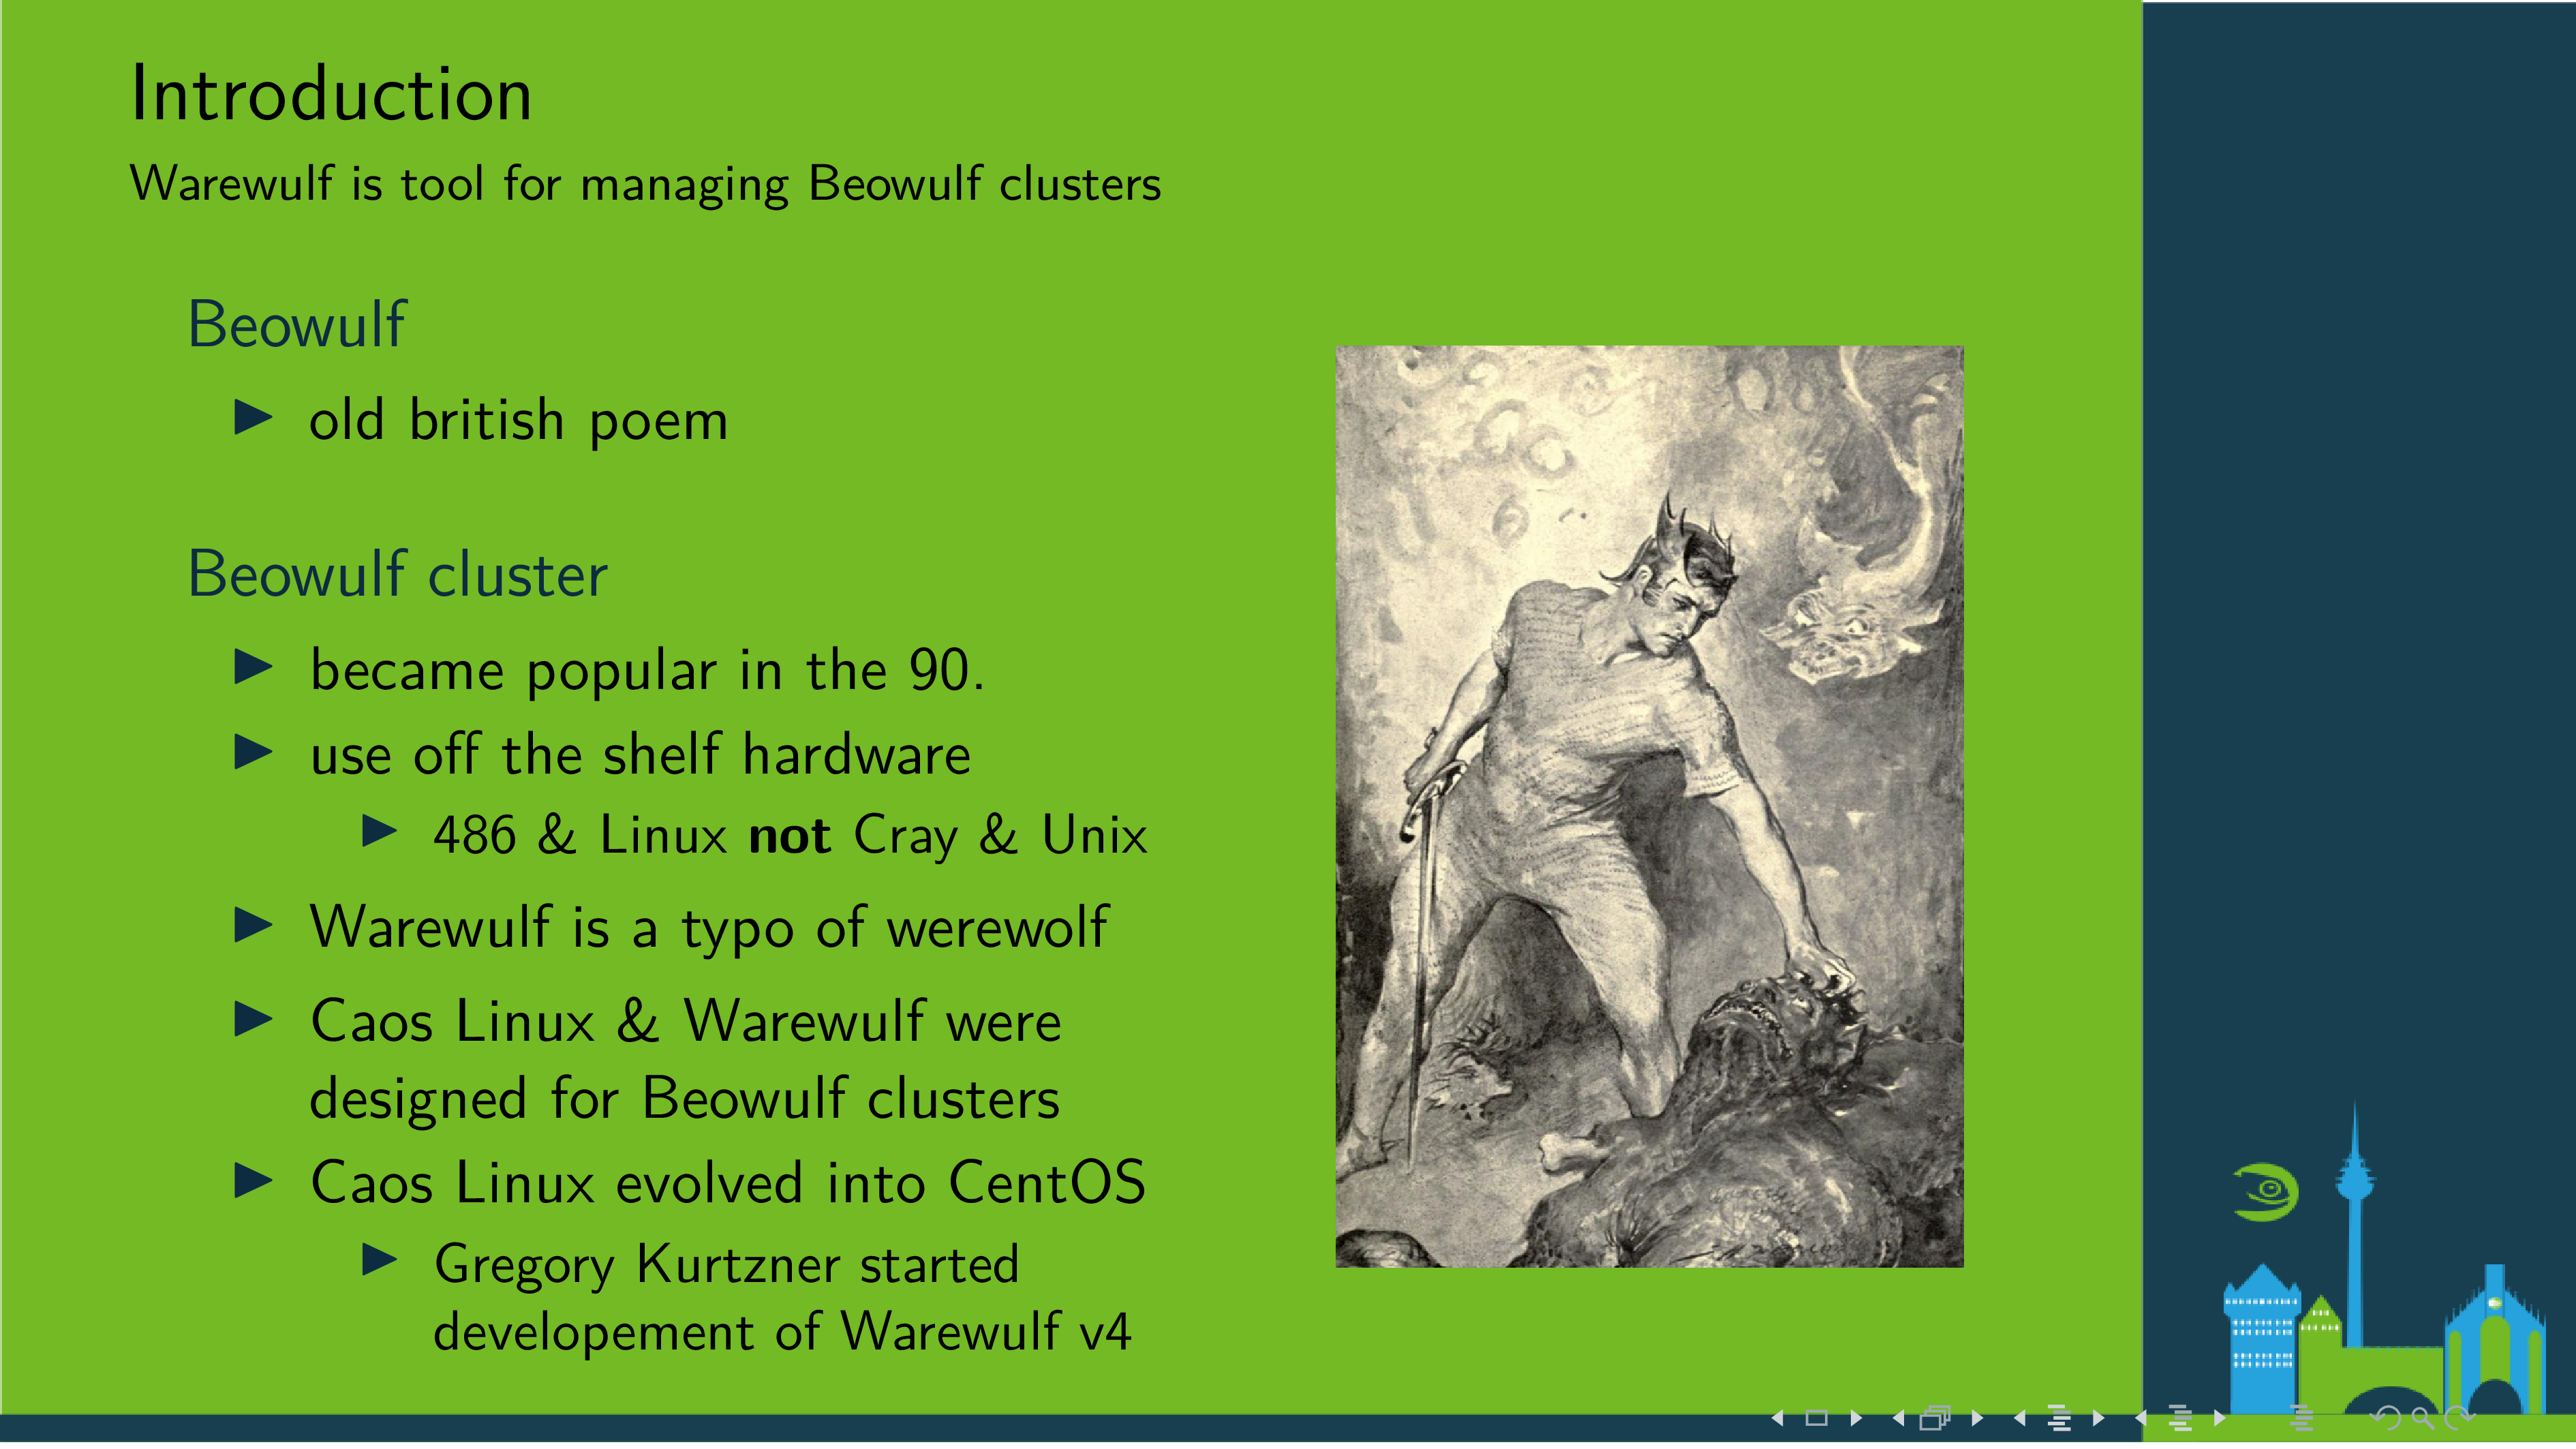 Introduction
Warewulf is tool for managing Beowulf clusters
Beowulf
old british poem
Beowulf cluster
became popular in the 90.
use off the shelf hardware
486 & Linux not Cray & Unix
Warewulf is a typo of werewolf
Caos Linux & Warewulf were
designed for Beowulf clusters
Caos Linux evolved into CentOS
Gregory Kurtzner started
developement of Warewulf v4